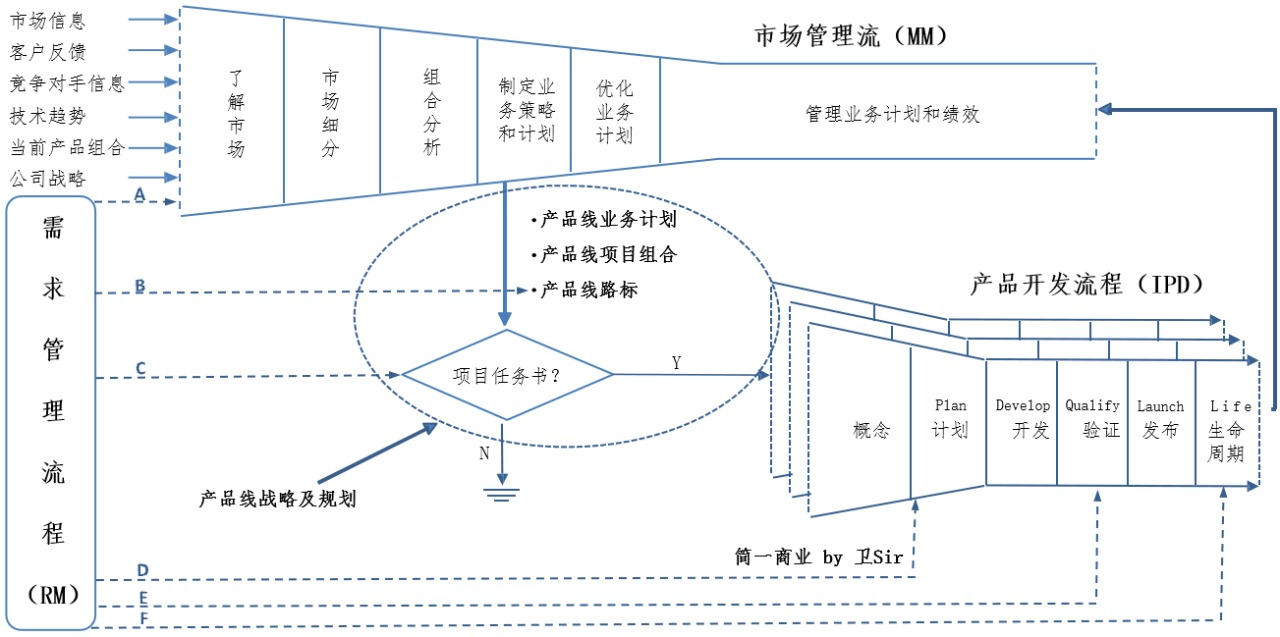 市场信息
客户反馈
竞争对手信息
技术趋势
当前产品组合
公司战略
市场管理流（MM）
了解市场
市场细分
组合分析
制定业
务策略
和计划
优化
业务
计划
管理业务计划和绩效
A
B
C
D
E
F
需求管理流程
（RM）
·产品线业务计划
·产品线项目组合
·产品线路标
项目任务书？
Y
N
产品线战略及规划
产品开发流程（IPD）
概念
Plan
计划
Develop
开发
Qualify
验证
Launch
发布
Life
生命
周期
简一商业 by 卫Sir